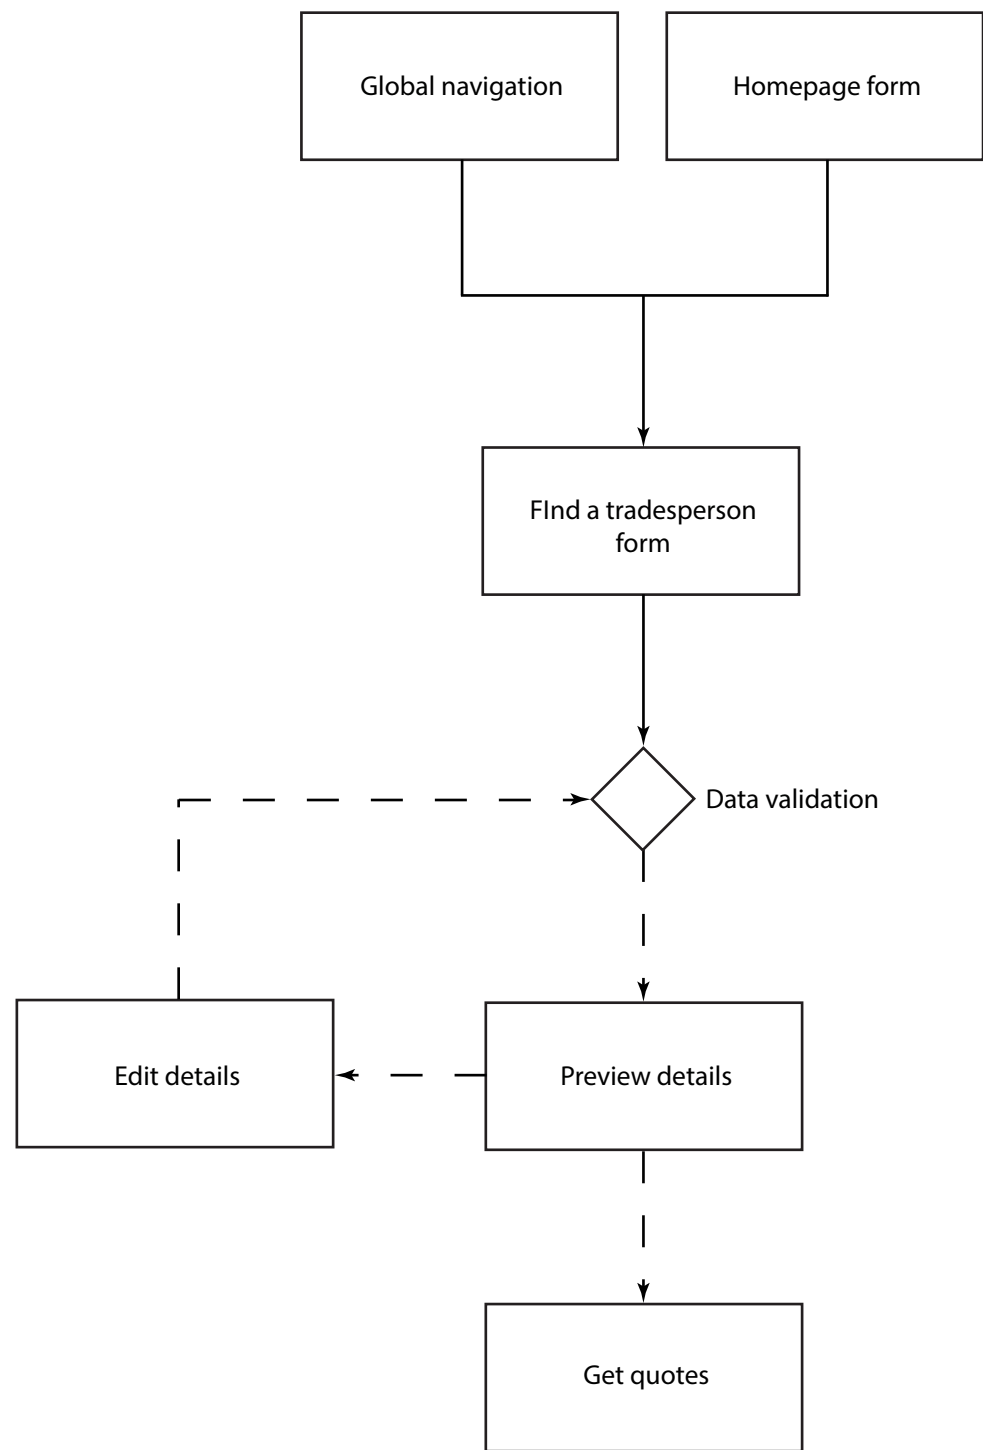 Global navigation
Homepage form
FInd a tradesperson
form
Data validation
Edit details
Preview details
Get quotes